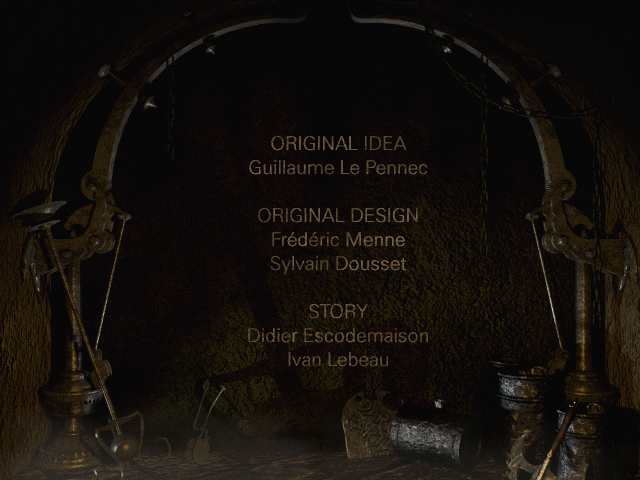 ORIGINAL IDEA
Guillaume Le Pennec
ORIGINAL DESIGN
Frédéric Menne
Sylvain Dousset
STORY
Didier Escodemaison
Ivan Lebeau